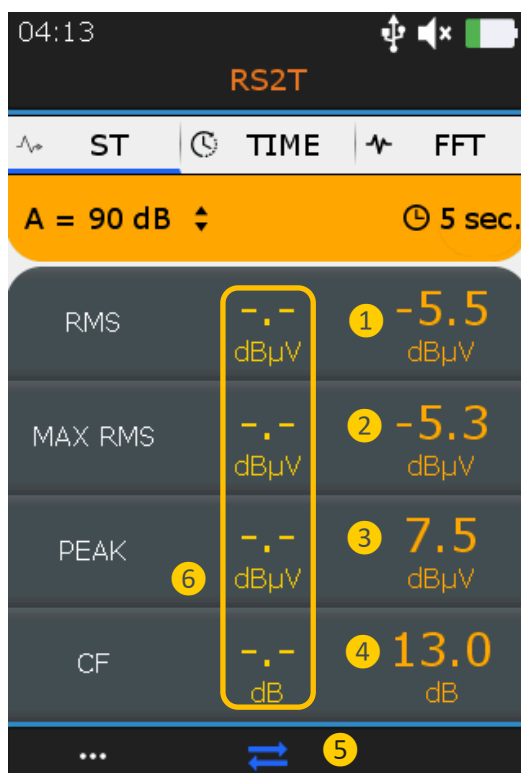 04:13
RS2T
ST TIME FFT
A = 90 dB 5 sec.
RMS -.- dBµV 1 -5.5 dBµV
MAX RMS -.- dBµV 2 -5.3 dBµV
PEAK -.- dBµV 3 7.5 dBµV
6
CF -.- dB 4 13.0 dB
... 5